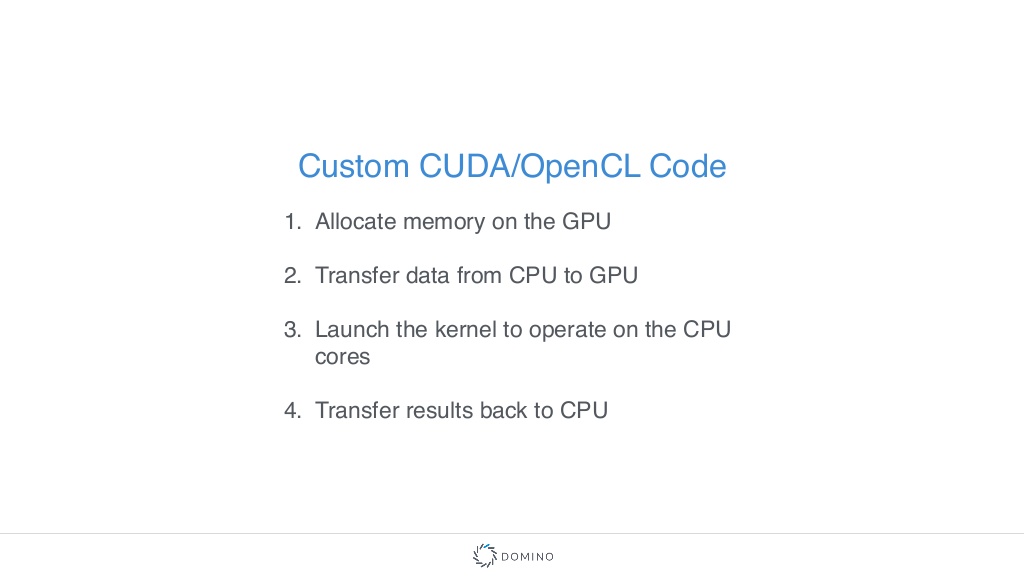 Custom CUDA/OpenCL Code
1. Allocate memory on the GPU
2. Transfer data from CPU to GPU
3. Launch the kernel to operate on the CPU
cores
4. Transfer results back to CPU
DOMINO